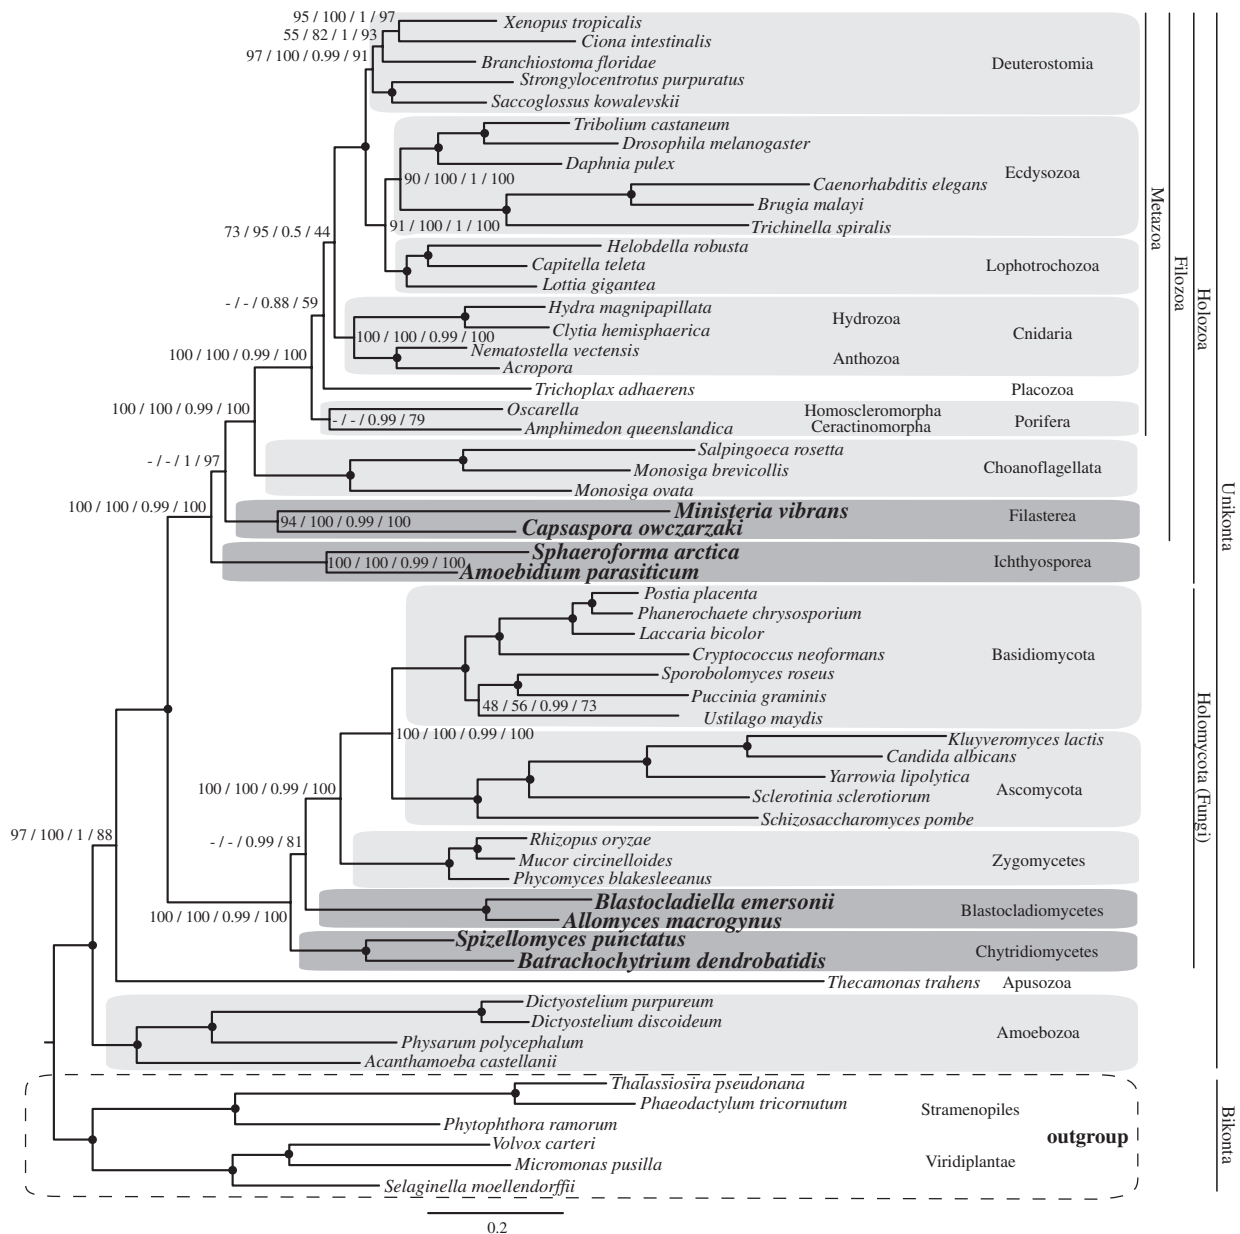 95 / 100 / 1 / 97
Xenopus tropicalis
55 / 82 / 1 / 93
Ciona intestinalis
97 / 100 / 0.99 / 91
Branchiostoma floridae
Deuterostomia
Strongylocentrotus purpuratus
Saccoglossus kowalevskii
Tribolium castaneum
Drosophila melanogaster
Daphnia pulex
Ecdysozoa
90 / 100 / 1 / 100
Caenorhabditis elegans
Brugia malayi
91 / 100 / 1 / 100
Trichinella spiralis
73 / 95 / 0.5 / 44
Helobdella robusta
Capitella teleta
Lophotrochozoa
Lottia gigantea
- / - / 0.88 / 59
Hydra magnipapillata
Hydrozoa
Clytia hemisphaerica
Cnidaria
100 / 100 / 0.99 / 100
Nematostella vectensis
Anthozoa
100 / 100 / 0.99 / 100
Acropora
Trichoplax adhaerens
Placozoa
100 / 100 / 0.99 / 100
Oscarella
Homoscleromorpha
- / - / 0.99 / 79
Porifera
Amphimedon queenslandica
Ceractinomorpha
Metazoa
Salpingoeca rosetta
- / - / 1 / 97
Monosiga brevicollis
Choanoflagellata
Monosiga ovata
100 / 100 / 0.99 / 100
Ministeria vibrans
94 / 100 / 0.99 / 100
Filasterea
Capsaspora owczarzaki
Filozoa
Sphaeroforma arctica
100 / 100 / 0.99 / 100
Ichthyosporea
Amoebidium parasiticum
Holozoa
Postia placenta
Phanerochaete chrysosporium
Laccaria bicolor
Cryptococcus neoformans
Basidiomycota
Sporobolomyces roseus
Puccinia graminis
48 / 56 / 0.99 / 73
Ustilago maydis
100 / 100 / 0.99 / 100
Kluyveromyces lactis
Candida albicans
Yarrowia lipolytica
100 / 100 / 0.99 / 100
Sclerotinia sclerotiorum
Ascomycota
Schizosaccharomyces pombe
97 / 100 / 1 / 88
- / - / 0.99 / 81
Rhizopus oryzae
Mucor circinelloides
Zygomycetes
Phycomyces blakesleeanus
Blastocladiella emersonii
Blastocladiomycetes
100 / 100 / 0.99 / 100
Allomyces macrogynus
Spizellomyces punctatus
Chytridiomycetes
Batrachochytrium dendrobatidis
Holomycota (Fungi)
Thecamonas trahens
Apusozoa
Dictyostelium purpureum
Dictyostelium discoideum
Amoebozoa
Physarum polycephalum
Acanthamoeba castellanii
Unikonta
Thalassiosira pseudonana
Phaeodactylum tricornutum
Stramenopiles
Phytophthora ramorum
outgroup
Volvox carteri
Micromonas pusilla
Viridiplantae
Selaginella moellendorffii
Bikonta
0.2